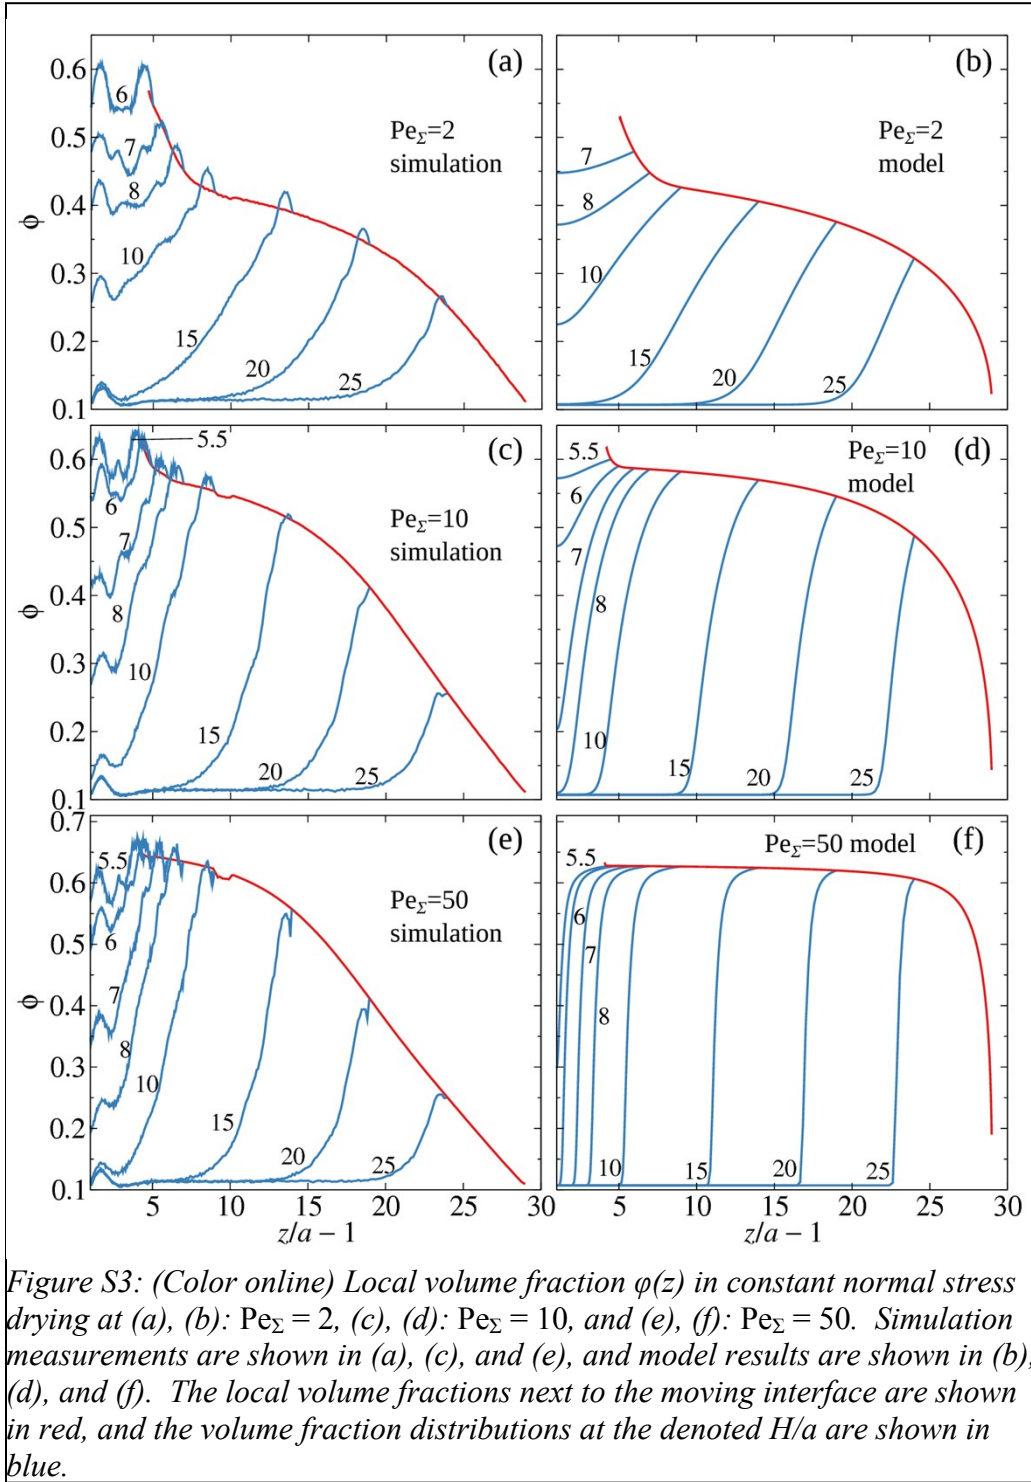 (a)
0.6
6
0.5
7
Pe_Σ=2
simulation
8
0.4
ϕ
10
0.3
15
20
25
0.2
0.1
(b)
Pe_Σ=2
model
7
8
10
15
20
25
(c)
5.5
0.6
6
Pe_Σ=10
simulation
0.5
7
0.4
ϕ
8
0.3
10
0.2
15
20
25
0.1
(d)
5.5
Pe_Σ=10
model
6
7
8
10
15
20
25
(e)
0.7
5.5
0.6
Pe_Σ=50
simulation
6
0.5
7
0.4
ϕ
8
0.3
10
0.2
15
20
25
0.1
5 10 15 20 25 30
z/a − 1
Pe_Σ=50 model
(f)
5.5
6
7
8
10
15
20
25
5 10 15 20 25 30
z/a − 1
Figure S3: (Color online) Local volume fraction φ(z) in constant normal stress
drying at (a), (b): Pe_Σ = 2, (c), (d): Pe_Σ = 10, and (e), (f): Pe_Σ = 50. Simulation
measurements are shown in (a), (c), and (e), and model results are shown in (b),
(d), and (f). The local volume fractions next to the moving interface are shown
in red, and the volume fraction distributions at the denoted H/a are shown in
blue.